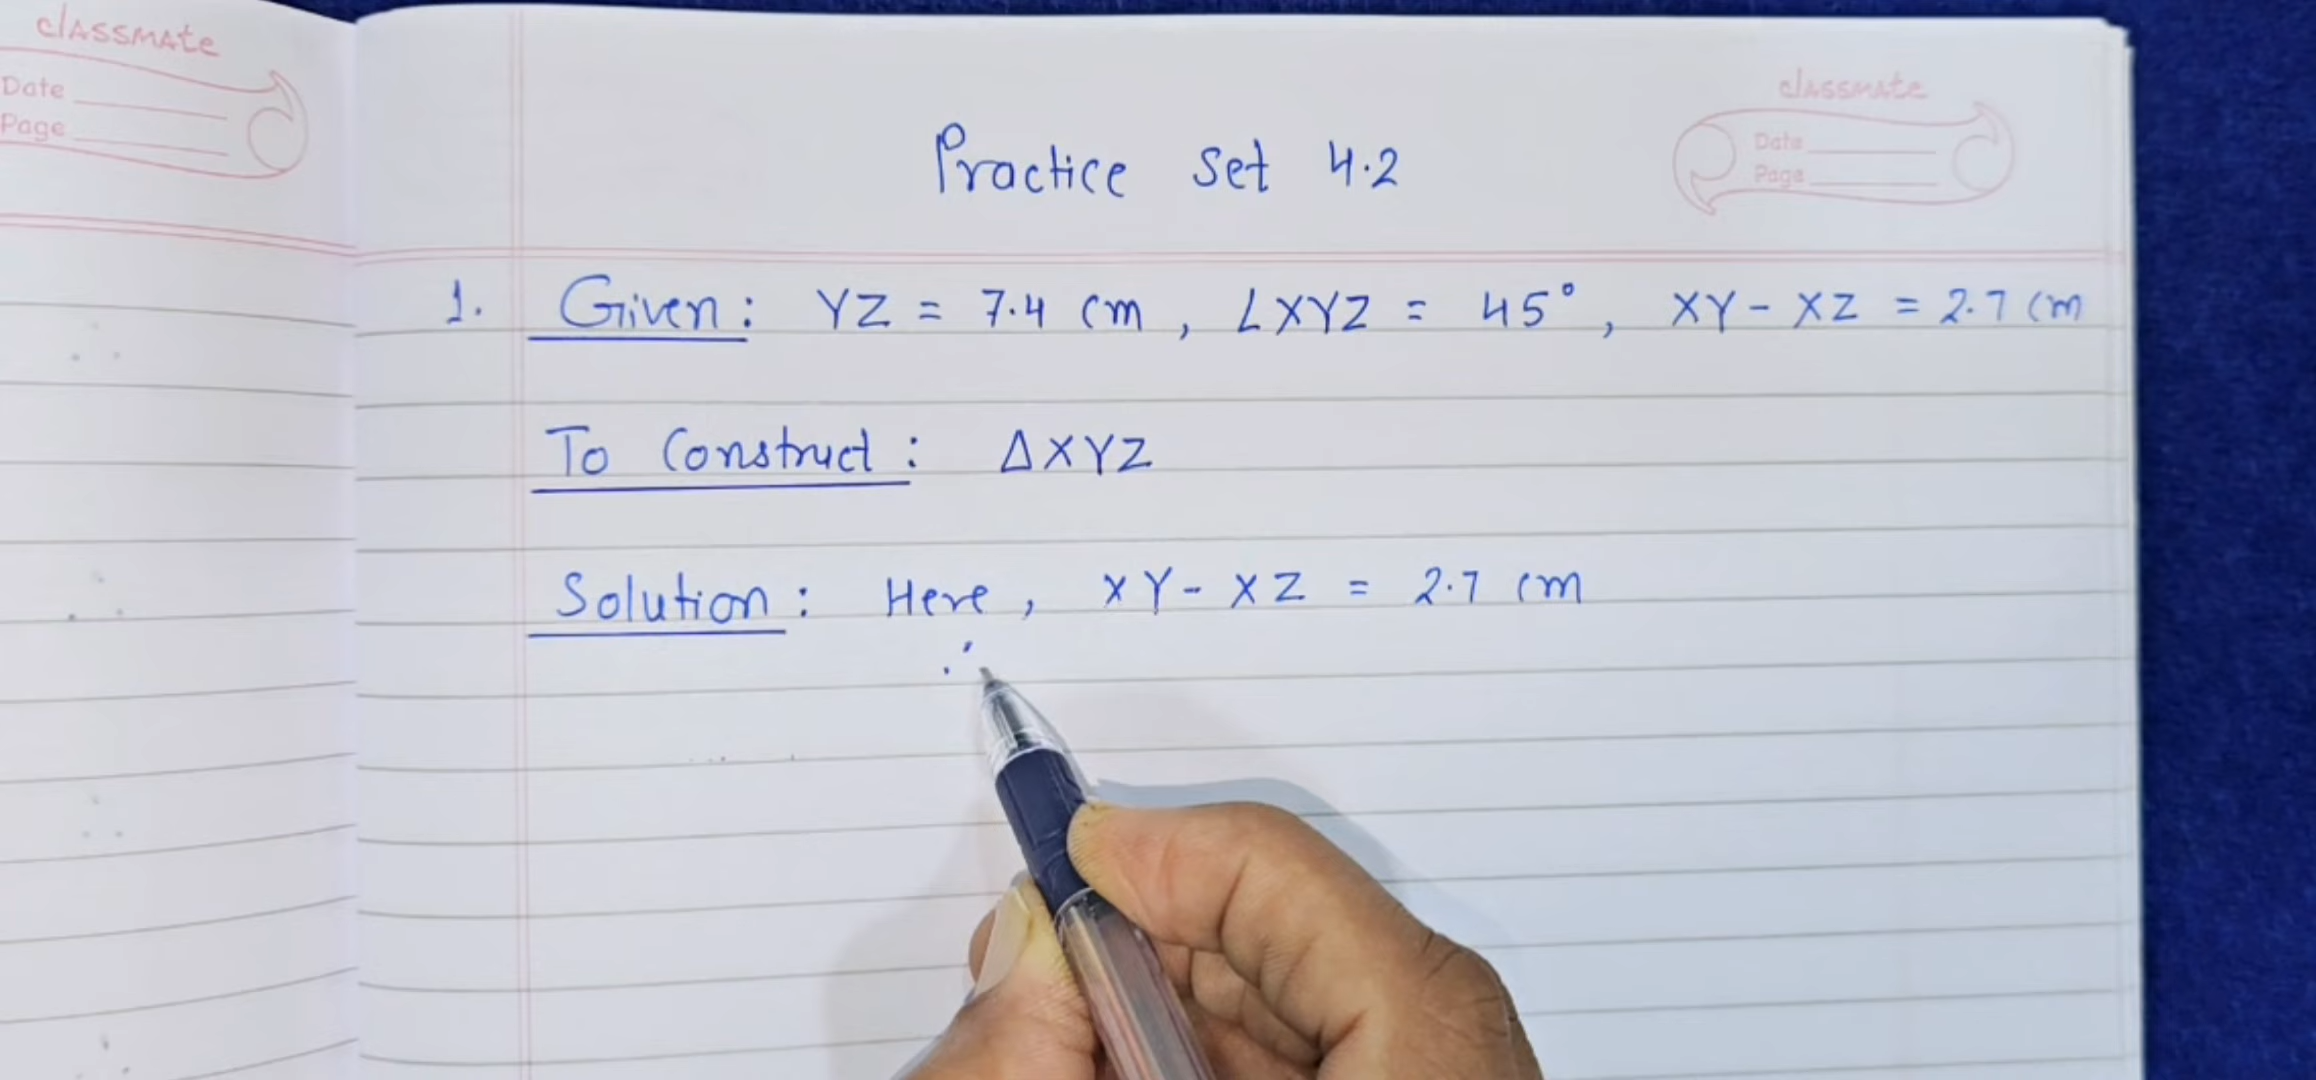 classmate
Date
Page
classmate
Date
Page
Practice Set 4.2
1. Given: YZ = 7.4 cm, ∠XYZ = 45°, XY - XZ = 2.7 cm
To Construct: ΔXYZ
Solution: Here, XY - XZ = 2.7 cm
∴